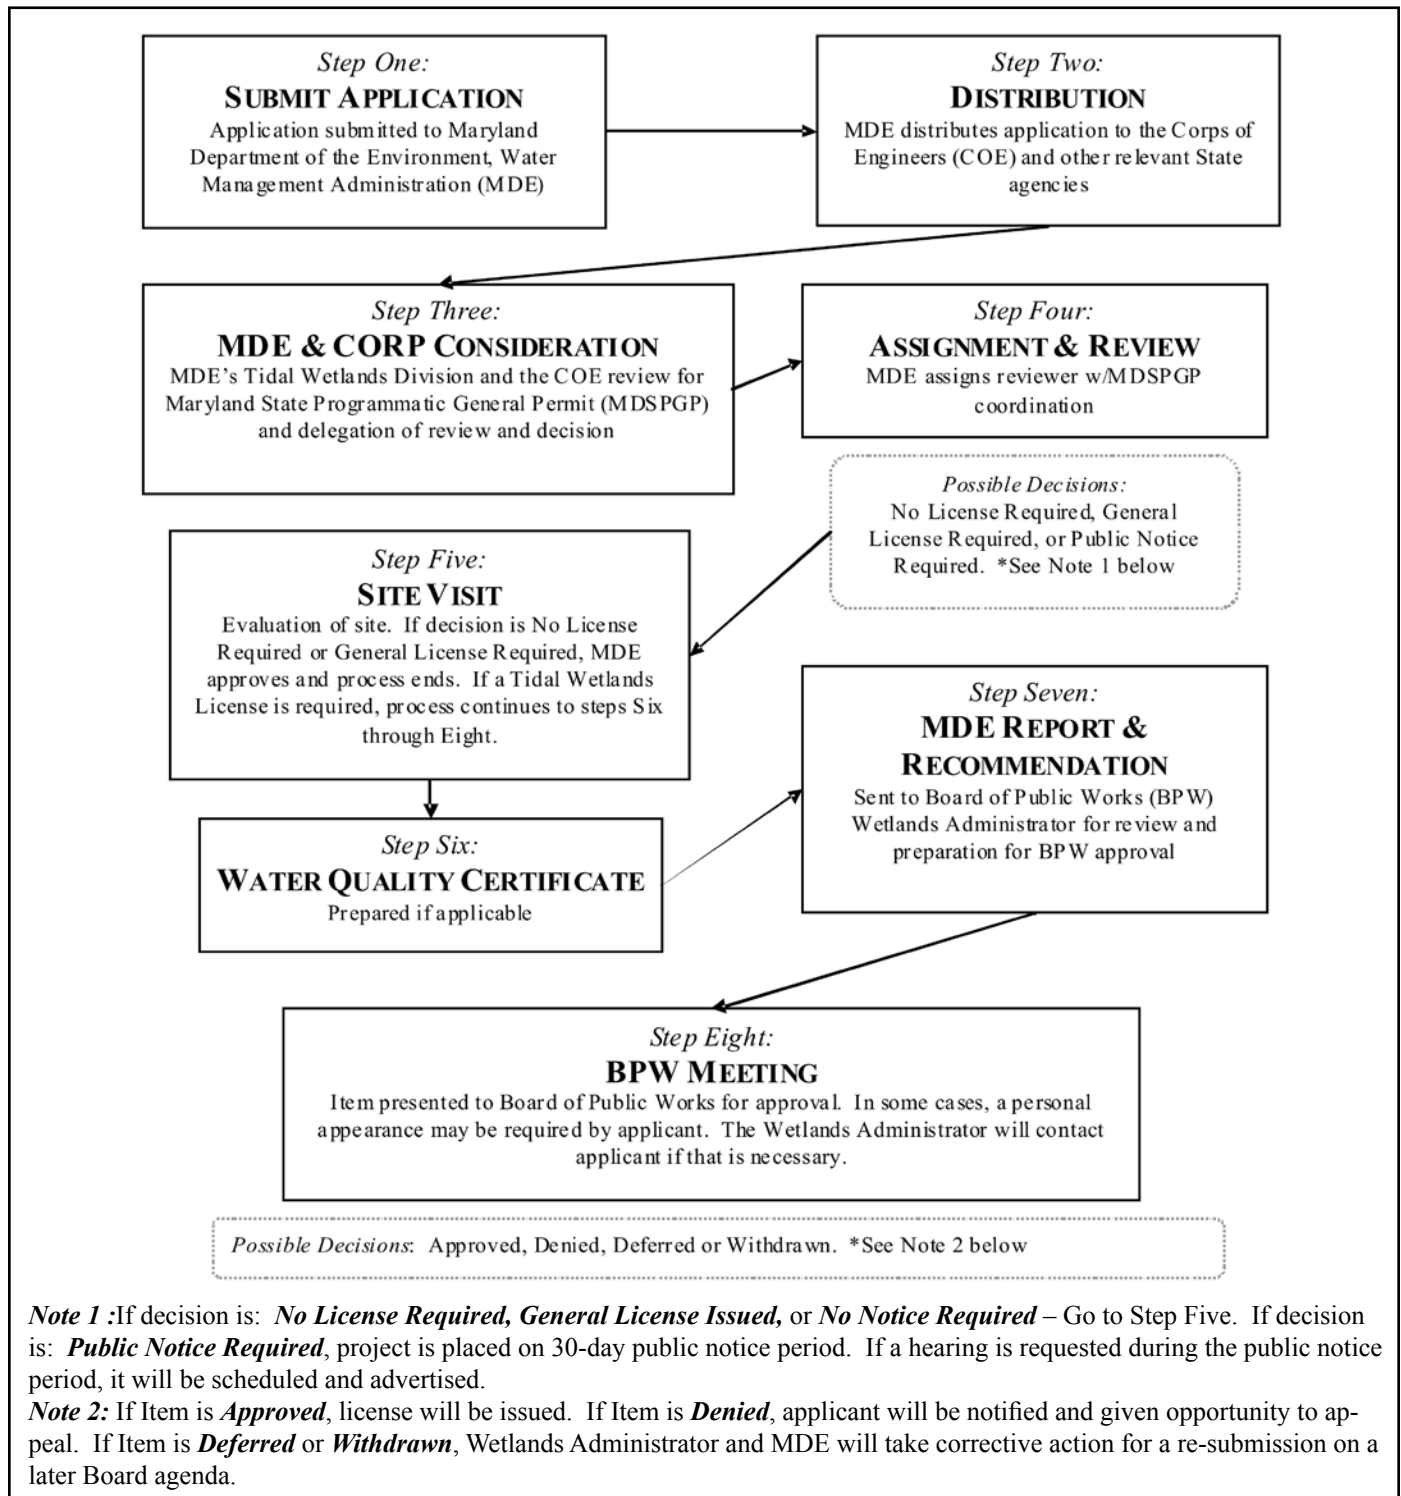 Step One:
SUBMIT APPLICATION
Application submitted to Maryland
Department of the Environment, Water
Management Administration (MDE)
Step Two:
DISTRIBUTION
MDE distributes application to the Corps of
Engineers (COE) and other relevant State
agencies
Step Three:
MDE & CORP CONSIDERATION
MDE's Tidal Wetlands Division and the COE review for
Maryland State Programmatic General Permit (MDSPGP)
and delegation of review and decision
Step Four:
ASSIGNMENT & REVIEW
MDE assigns reviewer w/MDSPGP
coordination
Possible Decisions:
No License Required, General
License Required, or Public Notice
Required. *See Note 1 below
Step Five:
SITE VISIT
Evaluation of site. If decision is No License
Required or General License Required, MDE
approves and process ends. If a Tidal Wetlands
License is required, process continues to steps Six
through Eight.
Step Six:
WATER QUALITY CERTIFICATE
Prepared if applicable
Step Seven:
MDE REPORT &
RECOMMENDATION
Sent to Board of Public Works (BPW)
Wetlands Administrator for review and
preparation for BPW approval
Step Eight:
BPW MEETING
Item presented to Board of Public Works for approval. In some cases, a personal
appearance may be required by applicant. The Wetlands Administrator will contact
applicant if that is necessary.
Possible Decisions: Approved, Denied, Deferred or Withdrawn. *See Note 2 below
Note 1 :If decision is: No License Required, General License Issued, or No Notice Required – Go to Step Five. If decision
is: Public Notice Required, project is placed on 30-day public notice period. If a hearing is requested during the public notice
period, it will be scheduled and advertised.
Note 2: If Item is Approved, license will be issued. If Item is Denied, applicant will be notified and given opportunity to ap-
peal. If Item is Deferred or Withdrawn, Wetlands Administrator and MDE will take corrective action for a re-submission on a
later Board agenda.